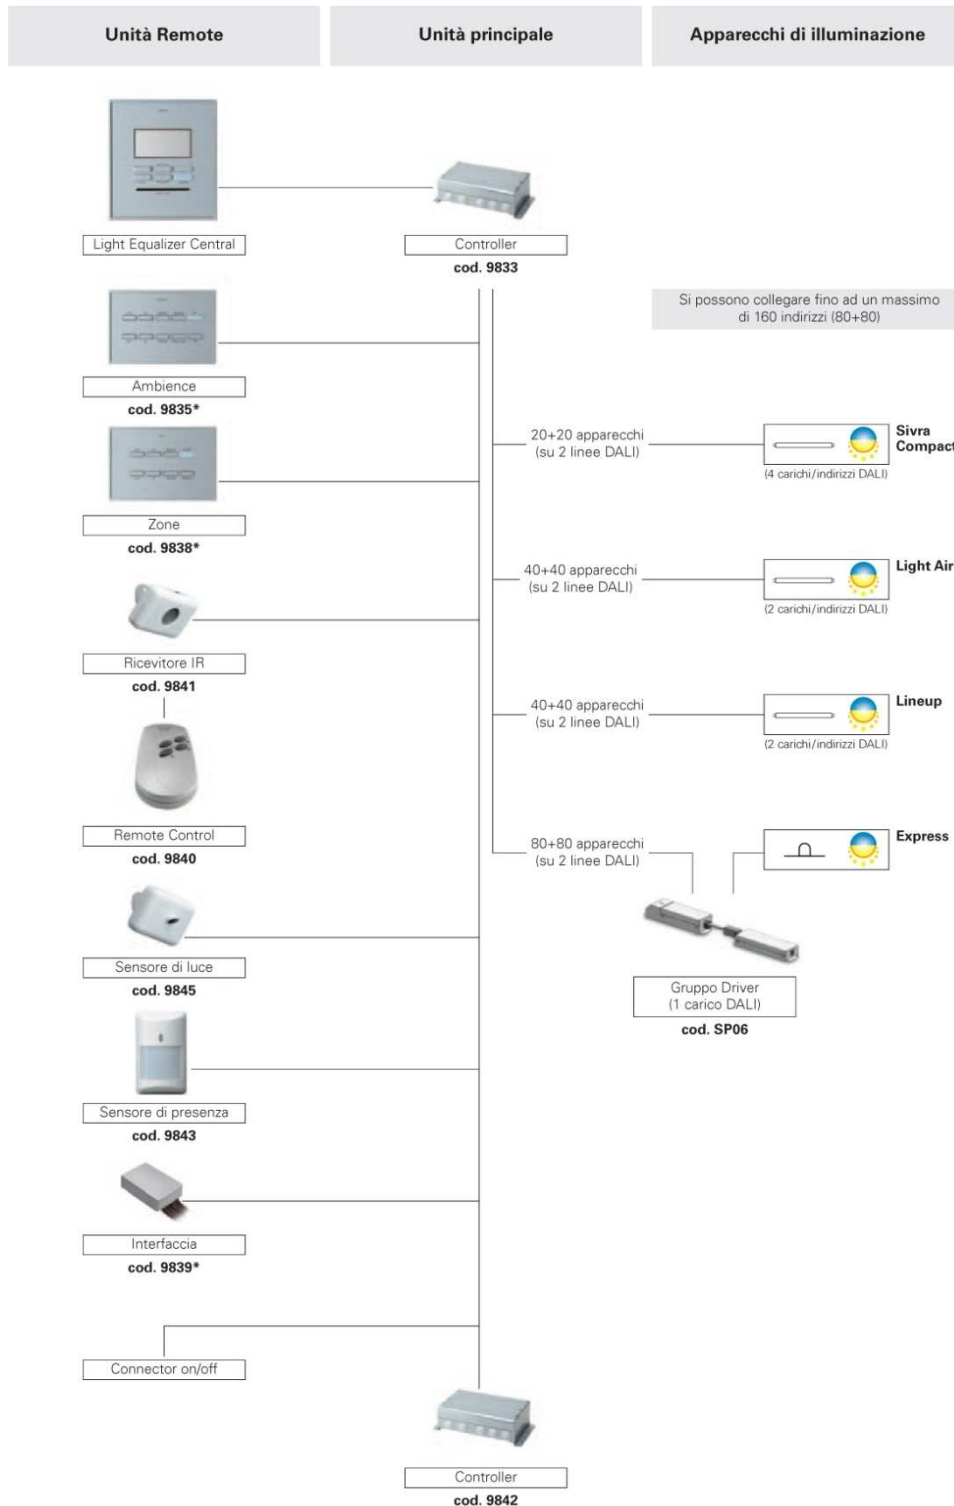 Unità Remote
Unità principale
Apparecchi di illuminazione
Light Equalizer Central
Controller
cod. 9833
Ambience
cod. 9835*
Si possono collegare fino ad un massimo
di 160 indirizzi (80+80)
20+20 apparecchi
(su 2 linee DALI)
Sivra
Compact
(4 carichi/indirizzi DALI)
Zone
cod. 9838*
40+40 apparecchi
(su 2 linee DALI)
Light Air
(2 carichi/indirizzi DALI)
Ricevitore IR
cod. 9841
40+40 apparecchi
(su 2 linee DALI)
Lineup
(2 carichi/indirizzi DALI)
Remote Control
cod. 9840
80+80 apparecchi
(su 2 linee DALI)
Express
Sensore di luce
cod. 9845
Gruppo Driver
(1 carico DALI)
cod. SP06
Sensore di presenza
cod. 9843
Interfaccia
cod. 9839*
Connector on/off
Controller
cod. 9842